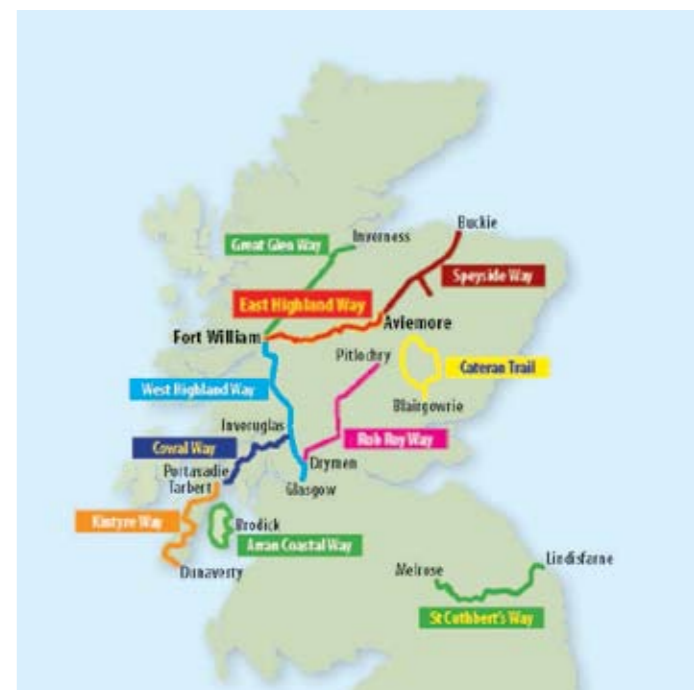 Buckie
Inverness
Great Glen Way
Speyside Way
East Highland Way
Aviemore
Fort William
Pitlochry
Cateran Trail
West Highland Way
Blairgowrie
Inveruglas
Rob Roy Way
Cowal Way
Drymen
Portavadie
Tarbert
Glasgow
Kintyre Way
Brodick
Arran Coastal Way
Lindisfarne
Melrose
Dunaverty
St Cuthbert's Way